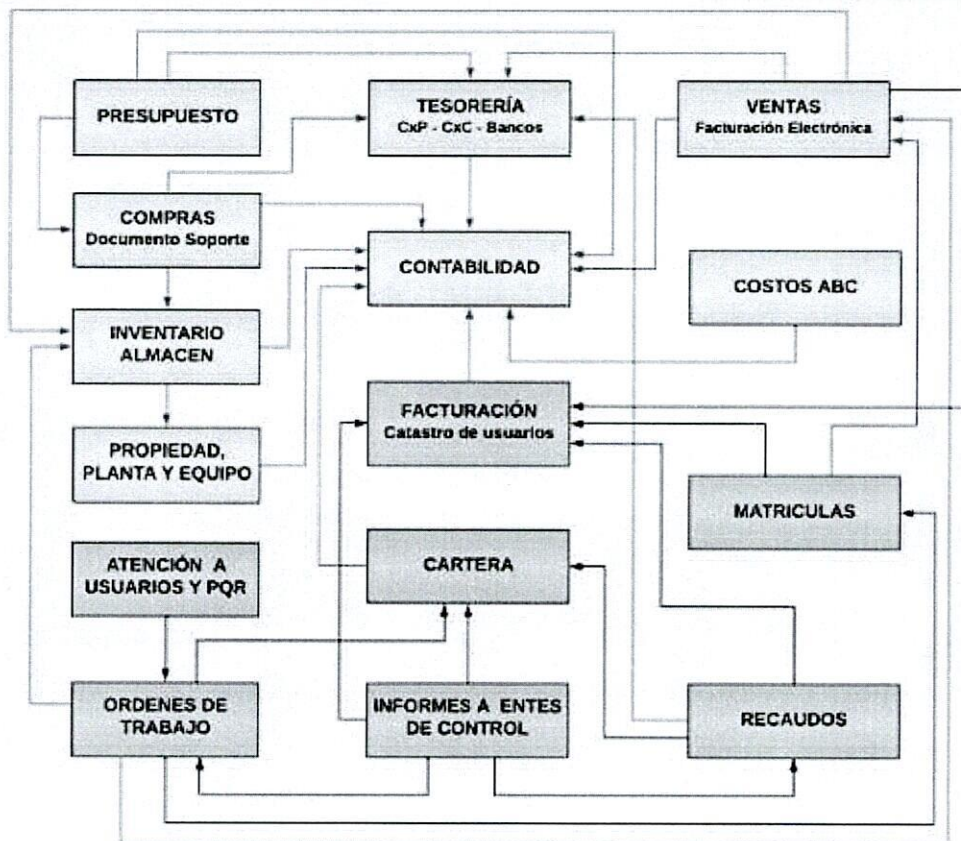 PRESUPUESTO
TESORERÍA
CxP - CxC - Bancos
VENTAS
Facturación Electrónica
COMPRAS
Documento Soporte
CONTABILIDAD
COSTOS ABC
INVENTARIO
ALMACEN
FACTURACIÓN
Catastro de usuarios
PROPIEDAD,
PLANTA Y EQUIPO
MATRICULAS
ATENCIÓN A
USUARIOS Y PQR
CARTERA
ORDENES DE
TRABAJO
INFORMES A ENTES
DE CONTROL
RECAUDOS